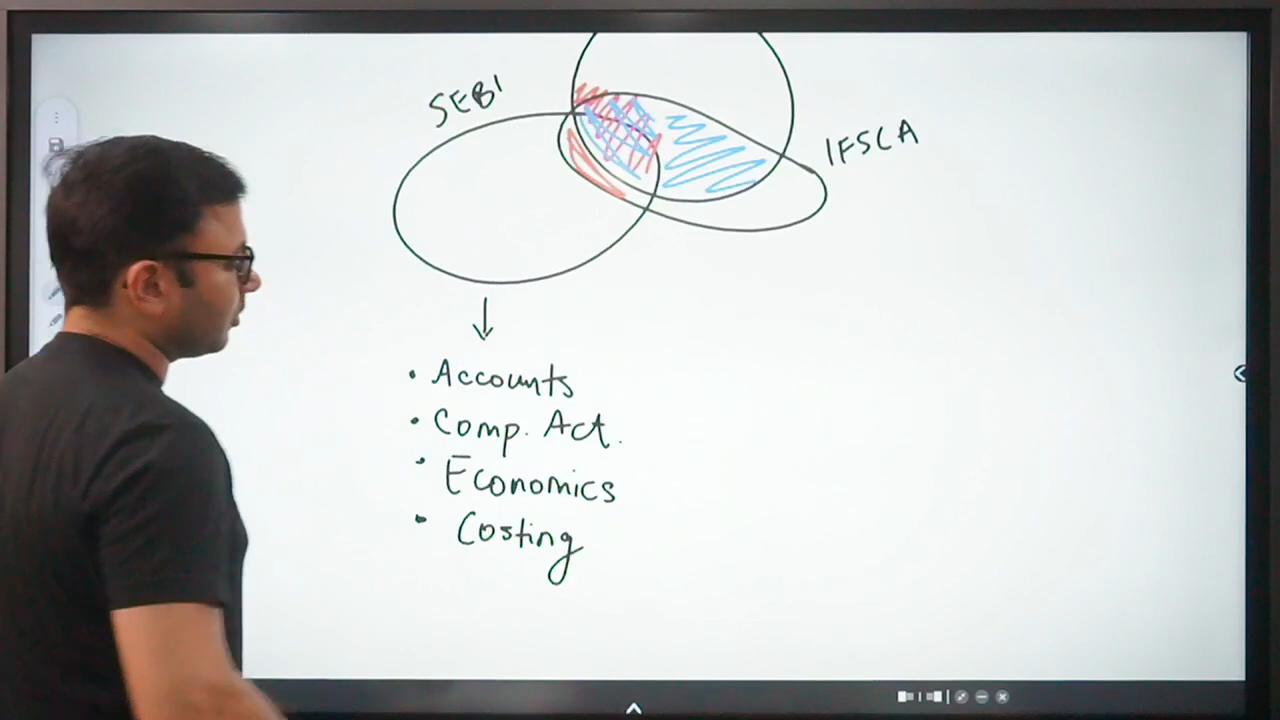 SEBI
IFSCA
• Accounts
• Comp. Act.
• Economics
• Costing